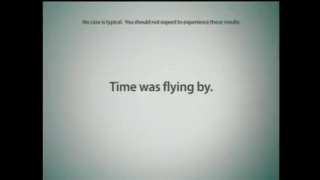 No case is typical. You should not expect to experience these results.
Time was flying by.